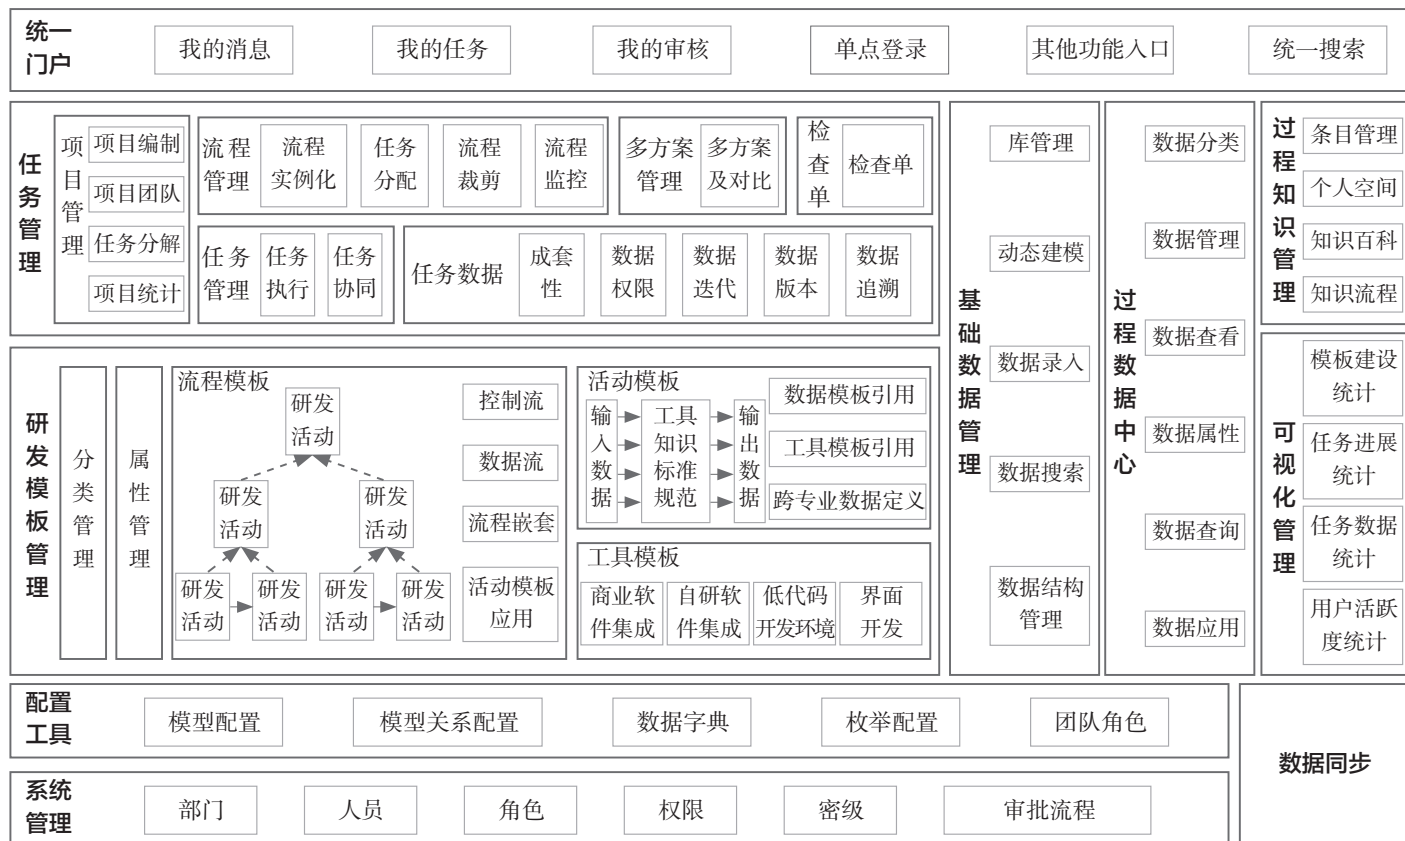 统一
门户
我的消息
我的任务
我的审核
单点登录
其他功能入口
统一搜索
任务管理
项目管理
项目编制
项目团队
任务分解
项目统计
流程
管理
流程
实例化
任务
分配
流程
裁剪
流程
监控
多方案
管理
多方案
及对比
检查单
检查单
任务
管理
任务
执行
任务
协同
任务数据
成套
性
数据
权限
数据
迭代
数据
版本
数据
追溯
研发模板管理
分类管理
属性管理
流程模板
研发
活动
研发
活动
研发
活动
研发
活动
研发
活动
研发
活动
研发
活动
控制流
数据流
流程嵌套
活动模板
应用
活动模板
输入数据
工具
知识
标准
规范
输出数据
数据模板引用
工具模板引用
跨专业数据定义
工具模板
商业软
件集成
自研软
件集成
低代码
开发环境
界面
开发
基础数据管理
库管理
动态建模
数据录入
数据搜索
数据结构
管理
过程数据中心
数据分类
数据管理
数据查看
数据属性
数据查询
数据应用
过程知识管理
条目管理
个人空间
知识百科
知识流程
可视化管理
模板建设
统计
任务进展
统计
任务数据
统计
用户活跃
度统计
配置
工具
模型配置
模型关系配置
数据字典
枚举配置
团队角色
系统
管理
部门
人员
角色
权限
密级
审批流程
数据同步